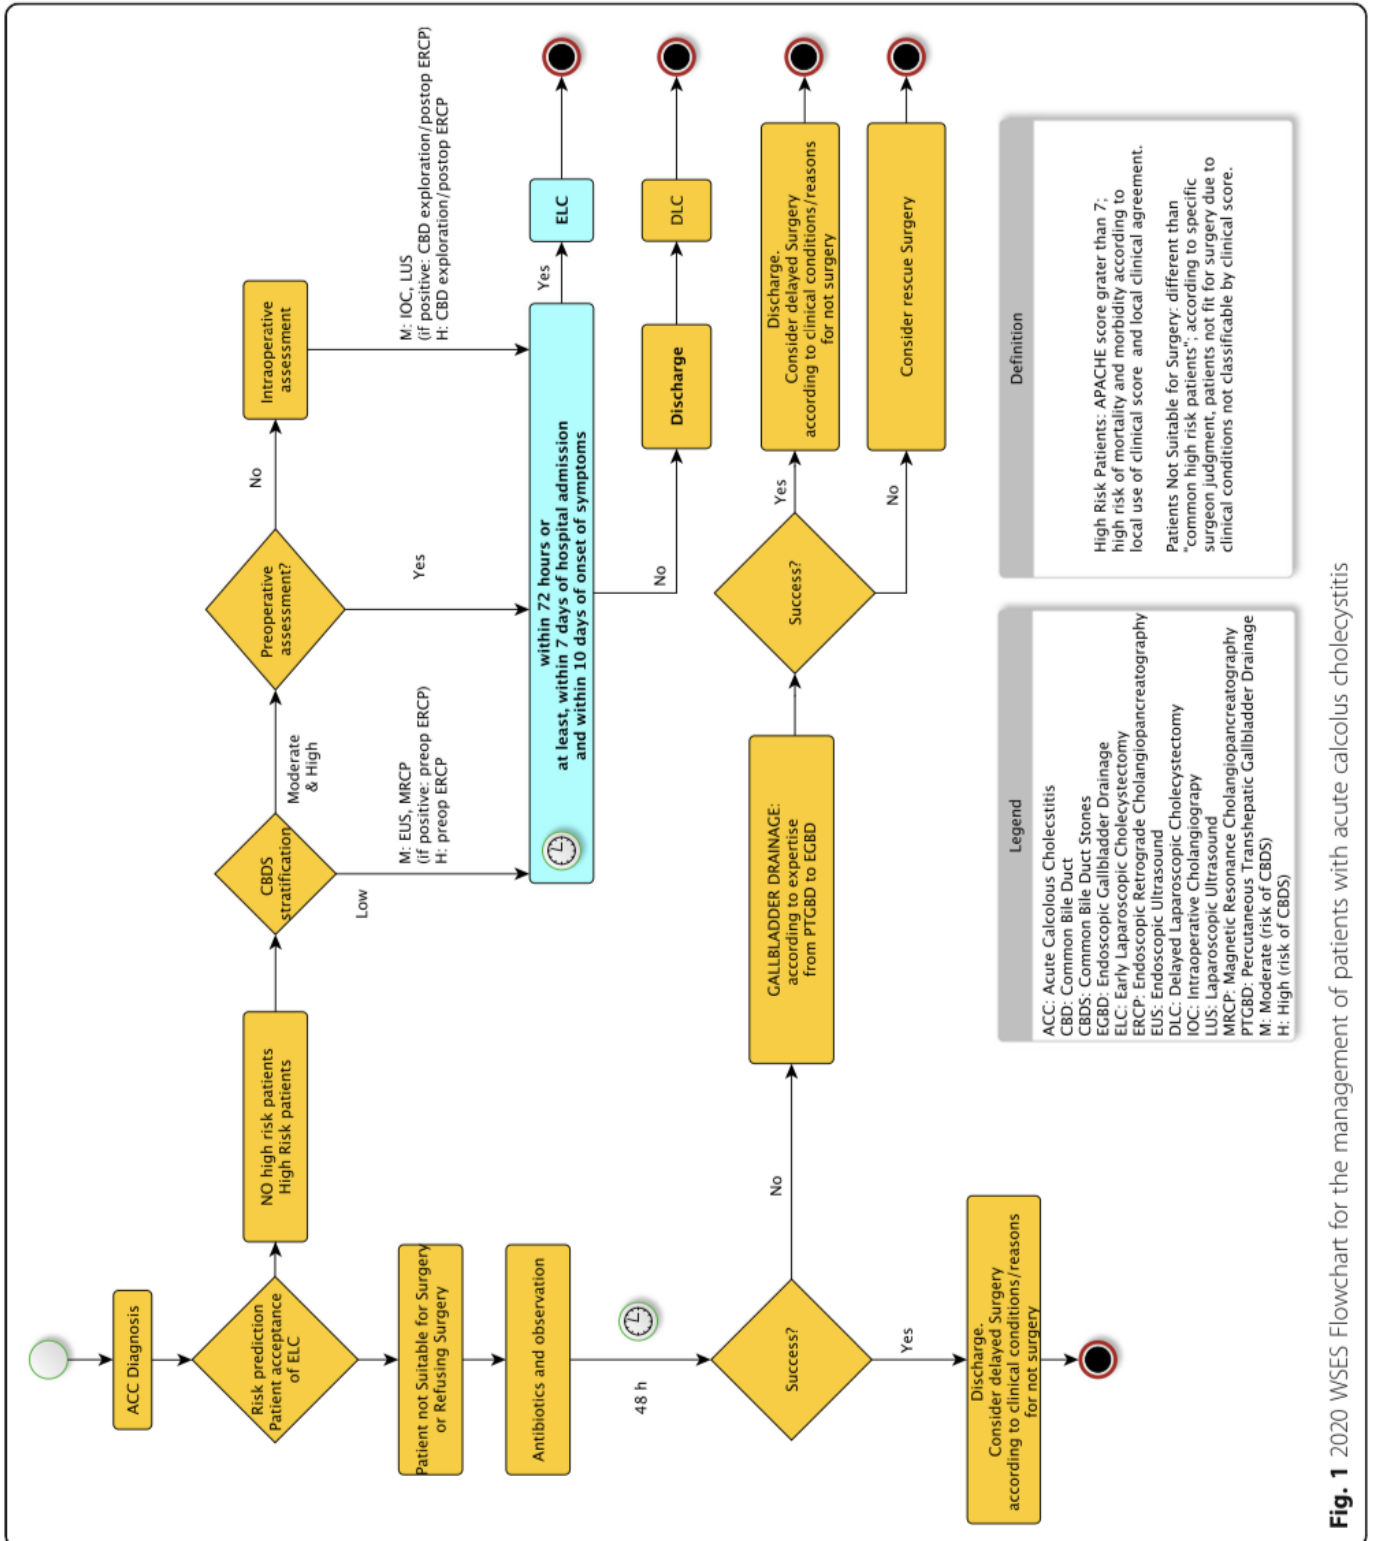 ACC Diagnosis
Risk prediction
Patient acceptance
of ELC
NO high risk patients
High Risk patients
CBDS
stratification
Moderate
& High
Preoperative
assessment?
No
Intraoperative
assessment
Low
M: EUS, MRCP
(if positive: preop ERCP)
H: preop ERCP
Yes
M: IOC, LUS
(if positive: CBD exploration/postop ERCP)
H: CBD exploration/postop ERCP
within 72 hours or
at least, within 7 days of hospital admission
and within 10 days of onset of symptoms
Yes
ELC
No
Discharge
DLC
Patient not Suitable for Surgery
or Refusing Surgery
Antibiotics and observation
48 h
Success?
No
GALLBLADDER DRAINAGE:
according to expertise
from PTGBD to EGBD
Success?
Yes
Discharge.
Consider delayed Surgery
according to clinical conditions/reasons
for not surgery
No
Consider rescue Surgery
Yes
Discharge.
Consider delayed Surgery
according to clinical conditions/reasons
for not surgery
Legend
ACC: Acute Calcolous Cholecstitis
CBD: Common Bile Duct
CBDS: Common Bile Duct Stones
EGBD: Endoscopic Gallbladder Drainage
ELC: Early Laparoscopic Cholecystectomy
ERCP: Endoscopic Retrograde Cholangiopancreatography
EUS: Endoscopic Ultrasound
DLC: Delayed Laparoscopic Cholecystectomy
IOC: Intraoperative Cholangiograpy
LUS: Laparoscopic Ultrasound
MRCP: Magnetic Resonance Cholangiopancreatography
PTGBD: Percutaneous Transhepatic Gallbladder Drainage
M: Moderate (risk of CBDS)
H: High (risk of CBDS)
Definition
High Risk Patients: APACHE score grater than 7;
high risk of mortality and morbidity according to
local use of clinical score and local clinical agreement.
Patients Not Suitable for Surgery: different than
"common high risk patients"; according to specific
surgeon judgment, patients not fit for surgery due to
clinical conditions not classificable by clinical score.
Fig. 1 2020 WSES Flowchart for the management of patients with acute calcolus cholecystitis